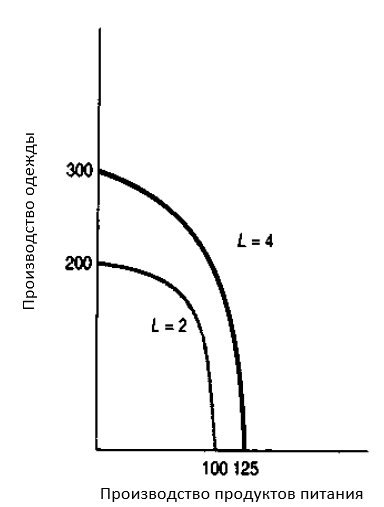 Производство одежды
300
200
L = 4
L = 2
100 125
Производство продуктов питания